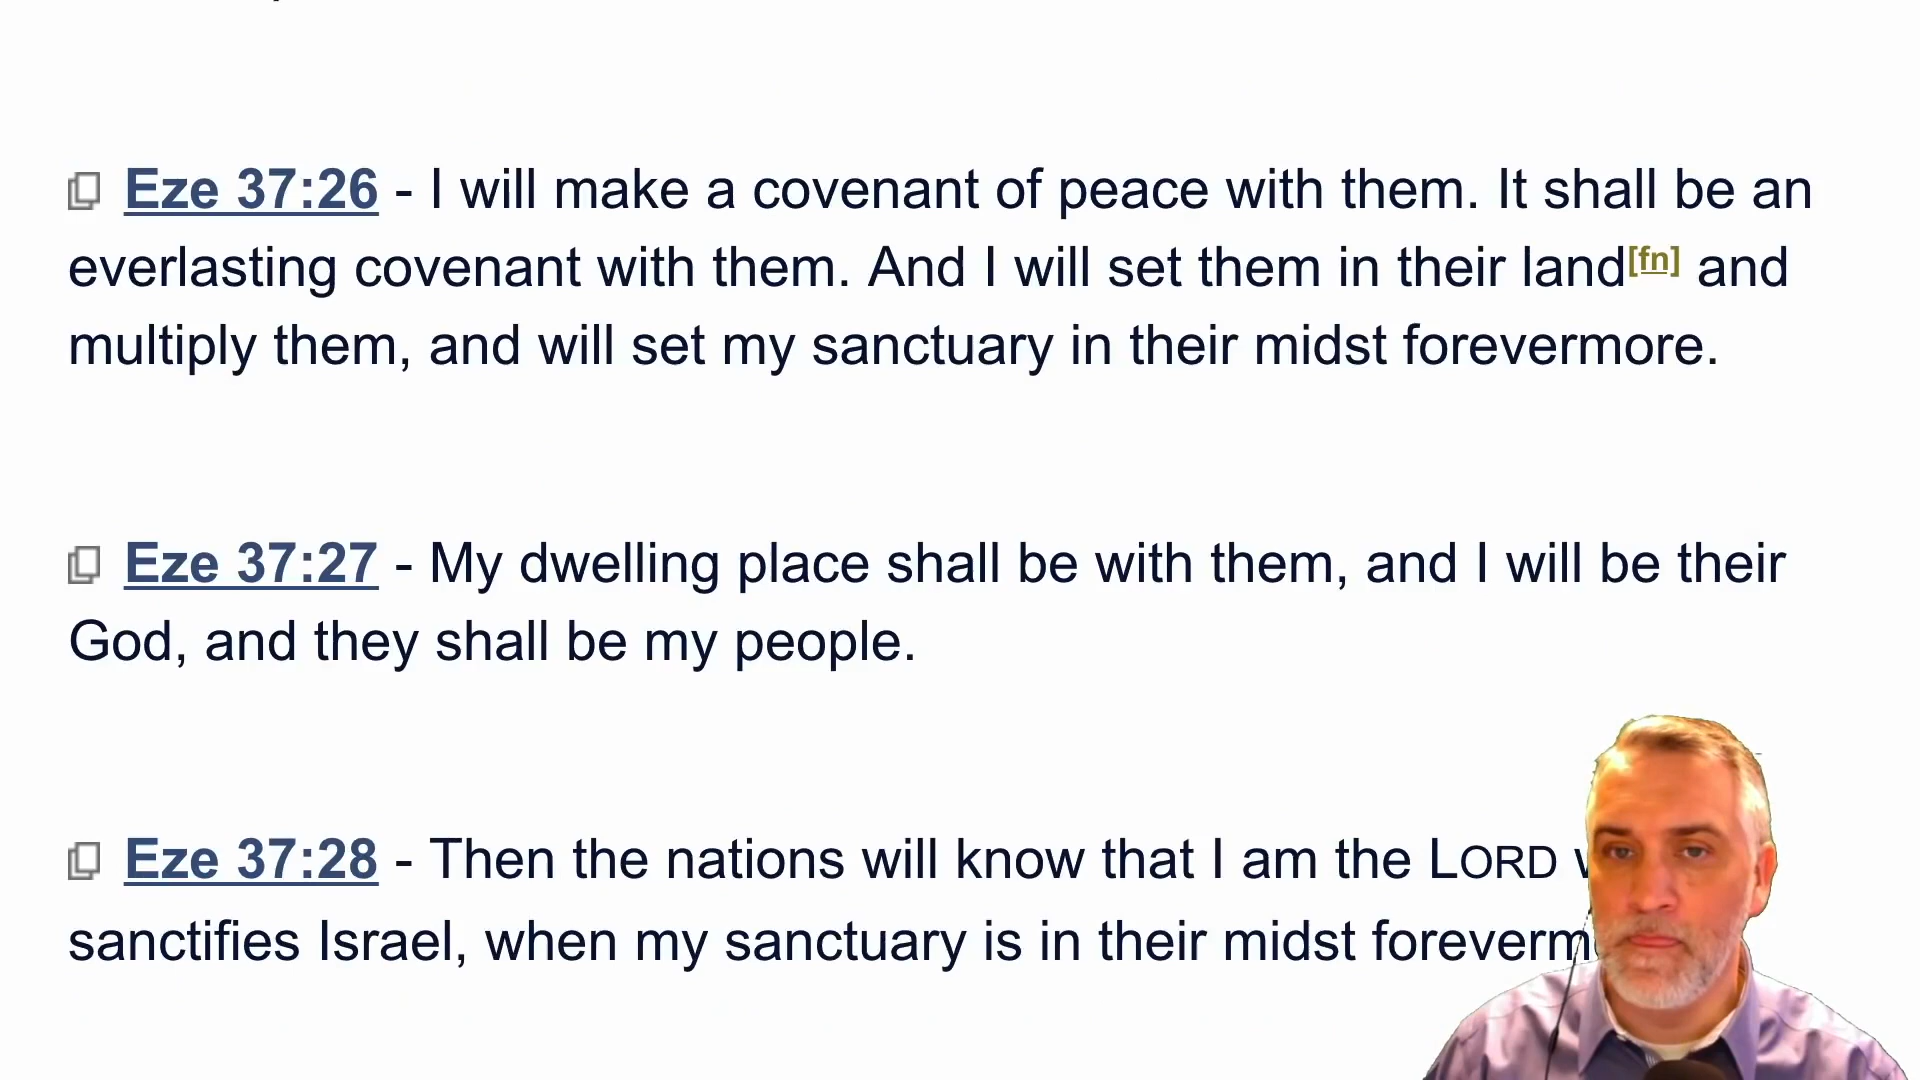 Eze 37:26 - I will make a covenant of peace with them. It shall be an
everlasting covenant with them. And I will set them in their land[fn] and
multiply them, and will set my sanctuary in their midst forevermore.
Eze 37:27 - My dwelling place shall be with them, and I will be their
God, and they shall be my people.
Eze 37:28 - Then the nations will know that I am the LORD
sanctifies Israel, when my sanctuary is in their midst